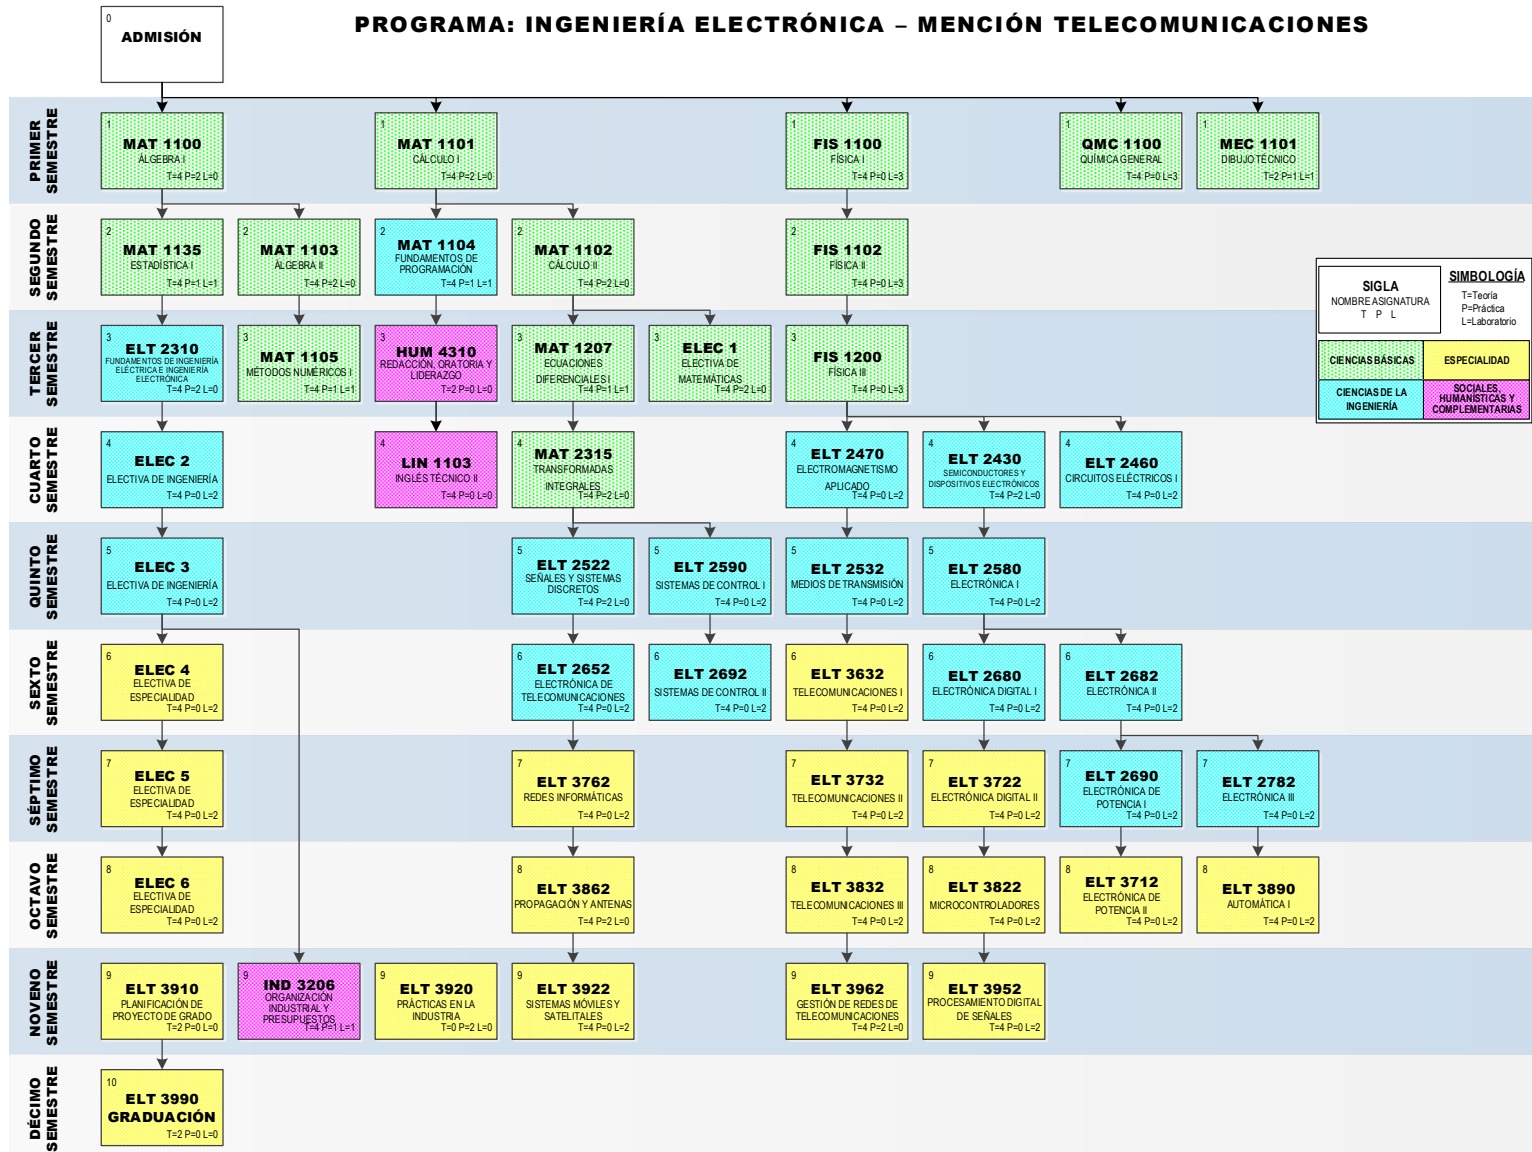 PROGRAMA: INGENIERÍA ELECTRÓNICA – MENCIÓN TELECOMUNICACIONES
0
ADMISIÓN
PRIMER
SEMESTRE
1
MAT 1100
ÁLGEBRA I
T=4 P=2 L=0
1
MAT 1101
CÁLCULO I
T=4 P=2 L=0
1
FIS 1100
FÍSICA I
T=4 P=0 L=3
1
QMC 1100
QUÍMICA GENERAL
T=4 P=0 L=3
1
MEC 1101
DIBUJO TÉCNICO
T=2 P=1 L=1
SEGUNDO
SEMESTRE
2
MAT 1135
ESTADÍSTICA I
T=4 P=1 L=1
2
MAT 1103
ÁLGEBRA II
T=4 P=2 L=0
2
MAT 1104
FUNDAMENTOS DE
PROGRAMACIÓN
T=4 P=1 L=1
2
MAT 1102
CÁLCULO II
T=4 P=2 L=0
2
FIS 1102
FÍSICA II
T=4 P=0 L=3
SIGLA
NOMBRE ASIGNATURA
T P L
SIMBOLOGÍA
T=Teoría
P=Práctica
L=Laboratorio
CIENCIAS BÁSICAS
ESPECIALIDAD
CIENCIAS DE LA
INGENIERÍA
SOCIALES,
HUMANÍSTICAS Y
COMPLEMENTARIAS
TERCER
SEMESTRE
3
ELT 2310
FUNDAMENTOS DE INGENIERÍA
ELÉCTRICA E INGENIERÍA
ELECTRÓNICA
T=4 P=2 L=0
3
MAT 1105
MÉTODOS NUMÉRICOS I
T=4 P=1 L=1
3
HUM 4310
REDACCIÓN, ORATORIA Y
LIDERAZGO
T=2 P=0 L=0
3
MAT 1207
ECUACIONES
DIFERENCIALES I
T=4 P=1 L=1
3
ELEC 1
ELECTIVA DE
MATEMÁTICAS
T=4 P=2 L=0
3
FIS 1200
FÍSICA III
T=4 P=0 L=3
CUARTO
SEMESTRE
4
ELEC 2
ELECTIVA DE INGENIERÍA
T=4 P=0 L=2
4
LIN 1103
INGLÉS TÉCNICO II
T=4 P=0 L=0
4
MAT 2315
TRANSFORMADAS
INTEGRALES
T=4 P=2 L=0
4
ELT 2470
ELECTROMAGNETISMO
APLICADO
T=4 P=0 L=2
4
ELT 2430
SEMICONDUCTORES Y
DISPOSITIVOS ELECTRÓNICOS
T=4 P=2 L=0
4
ELT 2460
CIRCUITOS ELÉCTRICOS I
T=4 P=0 L=2
QUINTO
SEMESTRE
5
ELEC 3
ELECTIVA DE INGENIERÍA
T=4 P=0 L=2
5
ELT 2522
SEÑALES Y SISTEMAS
DISCRETOS
T=4 P=2 L=0
5
ELT 2590
SISTEMAS DE CONTROL I
T=4 P=0 L=2
5
ELT 2532
MEDIOS DE TRANSMISIÓN
T=4 P=0 L=2
5
ELT 2580
ELECTRÓNICA I
T=4 P=0 L=2
SEXTO
SEMESTRE
6
ELEC 4
ELECTIVA DE
ESPECIALIDAD
T=4 P=0 L=2
6
ELT 2652
ELECTRÓNICA DE
TELECOMUNICACIONES
T=4 P=0 L=2
6
ELT 2692
SISTEMAS DE CONTROL II
T=4 P=0 L=2
6
ELT 3632
TELECOMUNICACIONES I
T=4 P=0 L=2
6
ELT 2680
ELECTRÓNICA DIGITAL I
T=4 P=0 L=2
6
ELT 2682
ELECTRÓNICA II
T=4 P=0 L=2
SÉPTIMO
SEMESTRE
7
ELEC 5
ELECTIVA DE
ESPECIALIDAD
T=4 P=0 L=2
7
ELT 3762
REDES INFORMÁTICAS
T=4 P=0 L=2
7
ELT 3732
TELECOMUNICACIONES II
T=4 P=0 L=2
7
ELT 3722
ELECTRÓNICA DIGITAL II
T=4 P=0 L=2
7
ELT 2690
ELECTRÓNICA DE
POTENCIA I
T=4 P=0 L=2
7
ELT 2782
ELECTRÓNICA III
T=4 P=0 L=2
OCTAVO
SEMESTRE
8
ELEC 6
ELECTIVA DE
ESPECIALIDAD
T=4 P=0 L=2
8
ELT 3862
PROPAGACIÓN Y ANTENAS
T=4 P=2 L=0
8
ELT 3832
TELECOMUNICACIONES III
T=4 P=0 L=2
8
ELT 3822
MICROCONTROLADORES
T=4 P=0 L=2
8
ELT 3712
ELECTRÓNICA DE
POTENCIA II
T=4 P=0 L=2
8
ELT 3890
AUTOMÁTICA I
T=4 P=0 L=2
NOVENO
SEMESTRE
9
ELT 3910
PLANIFICACIÓN DE
PROYECTO DE GRADO
T=2 P=0 L=0
9
IND 3206
ORGANIZACIÓN
INDUSTRIAL Y
PRESUPUESTOS
T=4 P=1 L=1
9
ELT 3920
PRÁCTICAS EN LA
INDUSTRIA
T=0 P=2 L=0
9
ELT 3922
SISTEMAS MÓVILES Y
SATELITALES
T=4 P=0 L=2
9
ELT 3962
GESTIÓN DE REDES DE
TELECOMUNICACIONES
T=4 P=2 L=0
9
ELT 3952
PROCESAMIENTO DIGITAL
DE SEÑALES
T=4 P=0 L=2
DÉCIMO
SEMESTRE
10
ELT 3990
GRADUACIÓN
T=2 P=0 L=0